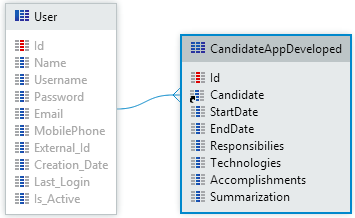 User
Id
Name
Username
Password
Email
MobilePhone
External_Id
Creation_Date
Last_Login
Is_Active
CandidateAppDeveloped
Id
Candidate
StartDate
EndDate
Responsibilies
Technologies
Accomplishments
Summarization